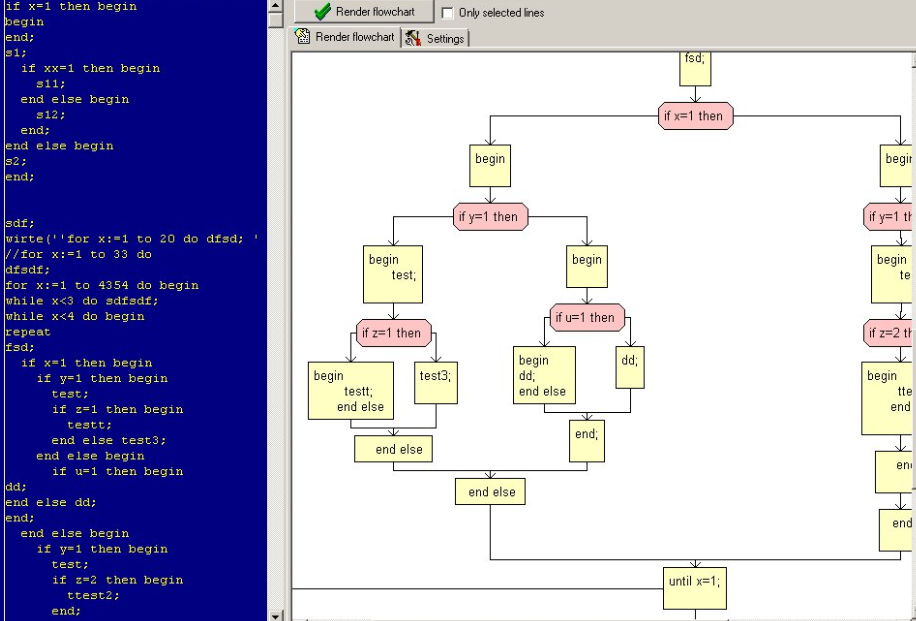 if x=1 then begin
begin
end;
s1;
if xx=1 then begin
s11;
end else begin
s12;
end;
end else begin
s2;
end;
sdf;
wirte(''for x:=1 to 20 do dfsd; '
//for x:=1 to 33 do
dfsdf;
for x:=1 to 4354 do begin
while x<3 do sdfsdf;
while x<4 do begin
repeat
fsd;
if x=1 then begin
if y=1 then begin
test;
if z=1 then begin
testt;
end else test3;
end else begin
if u=1 then begin
dd;
end else dd;
end;
end else begin
if y=1 then begin
test;
if z=2 then begin
ttest2;
end;
Render flowchart
Only selected lines
Render flowchart
Settings
fsd;
if x=1 then
begin
if y=1 then
begin
test;
begin
if z=1 then
if u=1 then
begin
testt;
end else
test3;
begin
dd;
end else
dd;
end else
end;
end else
begin
if y=1 th
begin
te
if z=2 th
begin
tte
end
en
end
until x=1;